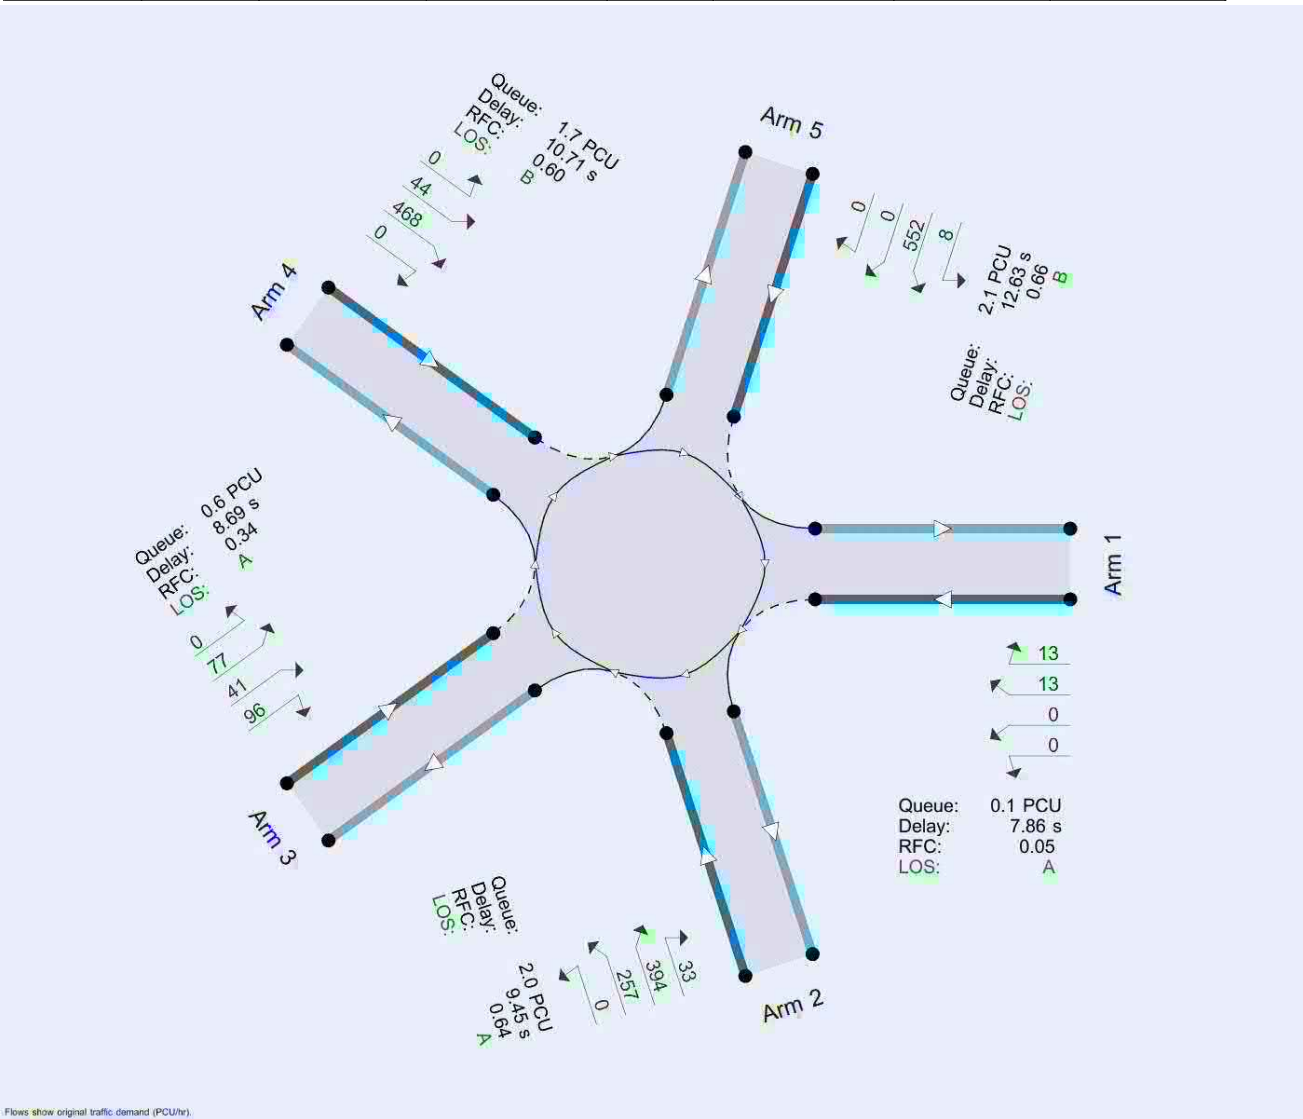 Arm 5
Queue: 1.7 PCU
Delay: 10.71 s
RFC: 0.60
LOS: B
0
44
468
0
Arm 4
0
0
552
8
2.1 PCU
12.63 s
0.66
B
Queue:
Delay:
RFC:
LOS:
Queue: 0.6 PCU
Delay: 8.69 s
RFC: 0.34
LOS: A
0
77
41
96
Arm 3
Arm 1
13
13
0
0
Queue: 0.1 PCU
Delay: 7.86 s
RFC: 0.05
LOS: A
Queue: 2.0 PCU
Delay: 9.45 s
RFC: 0.64
LOS: A
0
257
394
33
Arm 2
Flows show original traffic demand (PCU/hr).